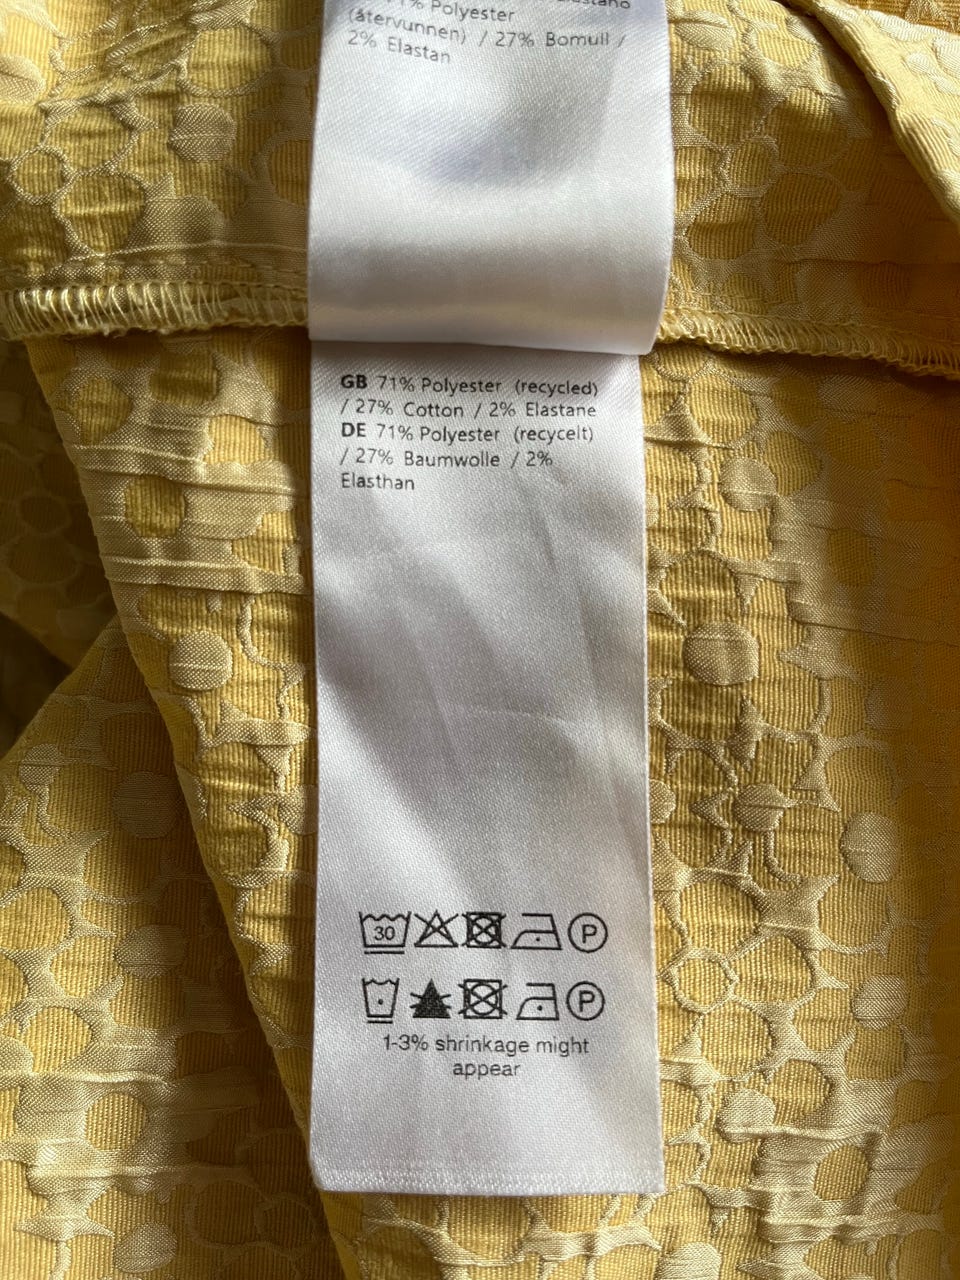 % Polyester
(återvunnen) / 27% Bomull /
2% Elastan
GB 71% Polyester (recycled)
/ 27% Cotton / 2% Elastane
DE 71% Polyester (recycelt)
/ 27% Baumwolle / 2%
Elasthan
30 P
P
1-3% shrinkage might
appear